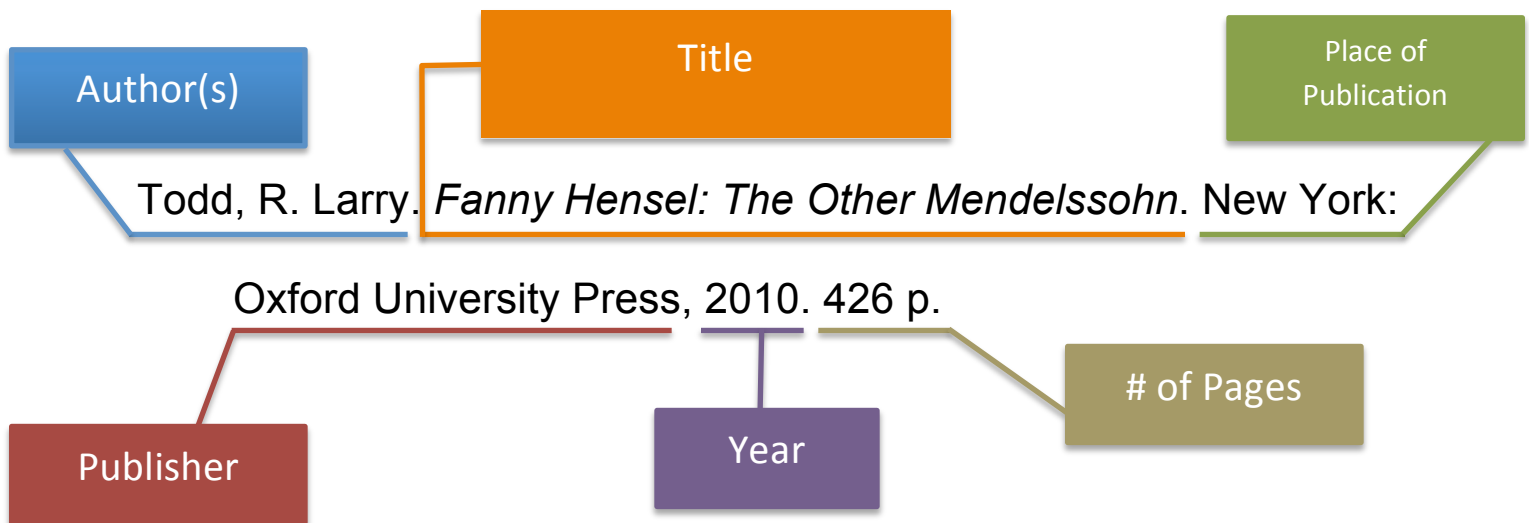 Author(s)
Title
Place of
Publication
Todd, R. Larry. Fanny Hensel: The Other Mendelssohn. New York:
Oxford University Press, 2010. 426 p.
Publisher
Year
# of Pages